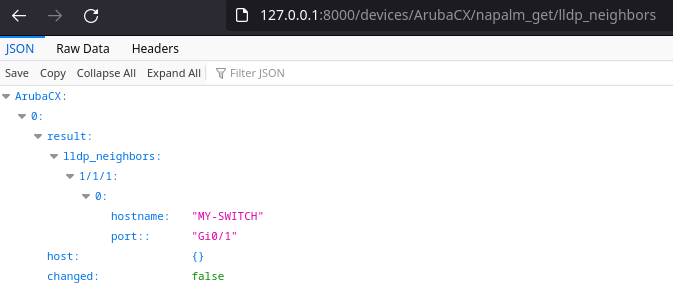 127.0.0.1:8000/devices/ArubaCX/napalm_get/lldp_neighbors
JSON Raw Data Headers
Save Copy Collapse All Expand All Filter JSON
ArubaCX:
0:
result:
lldp_neighbors:
1/1/1:
0:
hostname: "MY-SWITCH"
port:: "Gi0/1"
host: {}
changed: false